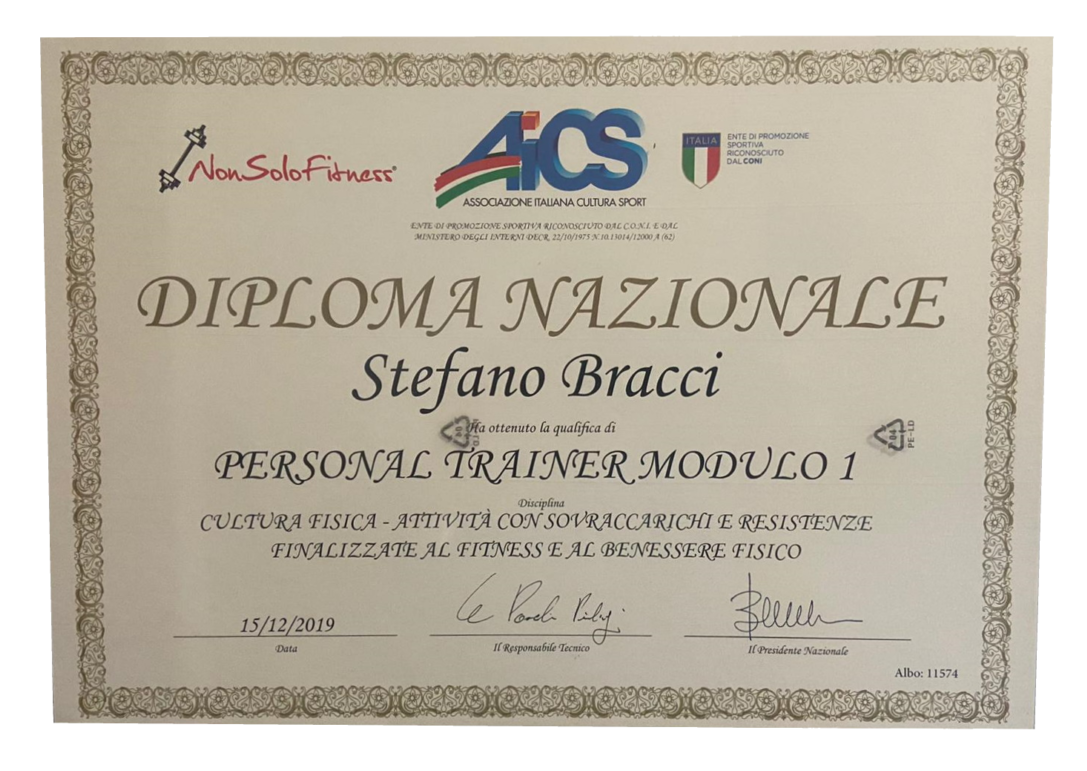 NonSoloFitness®
AiCS
ASSOCIAZIONE ITALIANA CULTURA SPORT
ITALIA
ENTE DI PROMOZIONE
SPORTIVA
RICONOSCIUTO
DAL CONI
ENTE DI PROMOZIONE SPORTIVA RICONOSCIUTO DAL C.O.N.I. E DAL
MINISTERO DEGLI INTERNI DECR. 22/10/1975 N.10.13014/12000 A (62)
DIPLOMA NAZIONALE
Stefano Bracci
Ha ottenuto la qualifica di
04
PE-LD
PERSONAL TRAINER MODULO 1
Disciplina
CULTURA FISICA - ATTIVITÀ CON SOVRACCARICHI E RESISTENZE
FINALIZZATE AL FITNESS E AL BENESSERE FISICO
15/12/2019
Data
Il Responsabile Tecnico
Il Presidente Nazionale
Albo: 11574